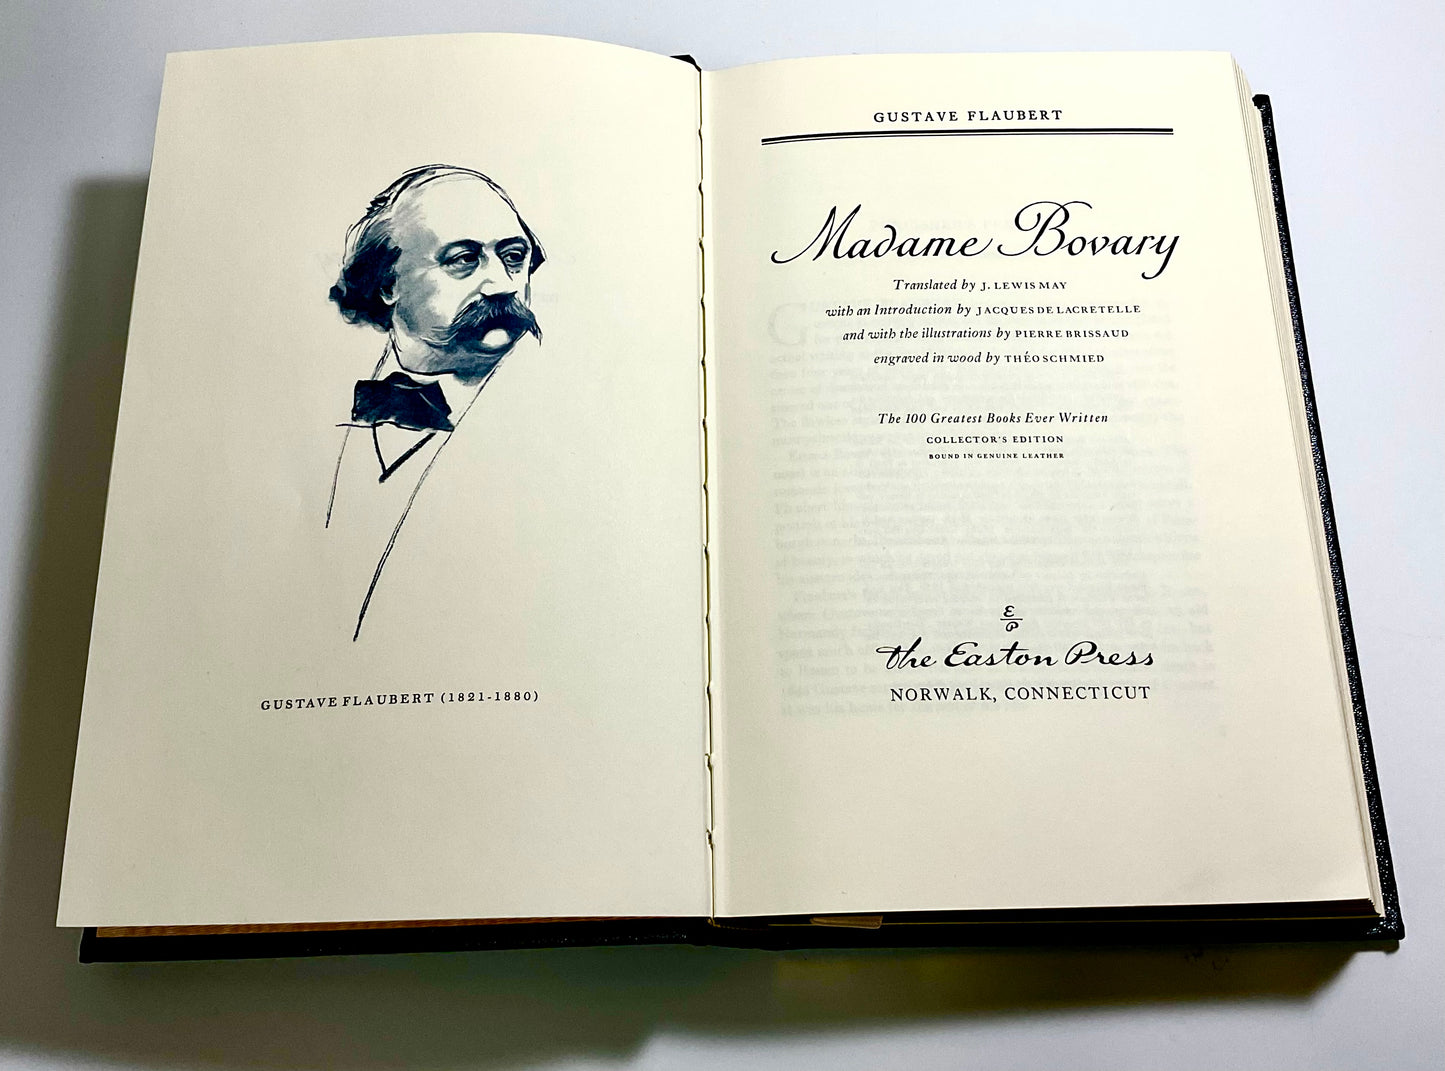 GUSTAVE FLAUBERT (1821-1880)
GUSTAVE FLAUBERT
Madame Bovary
Translated by J. LEWIS MAY
with an Introduction by JACQUES DE LACRETELLE
and with the illustrations by PIERRE BRISSAUD
engraved in wood by THÉO SCHMIED
The 100 Greatest Books Ever Written
COLLECTOR'S EDITION
BOUND IN GENUINE LEATHER
E
P
The Easton Press
NORWALK, CONNECTICUT